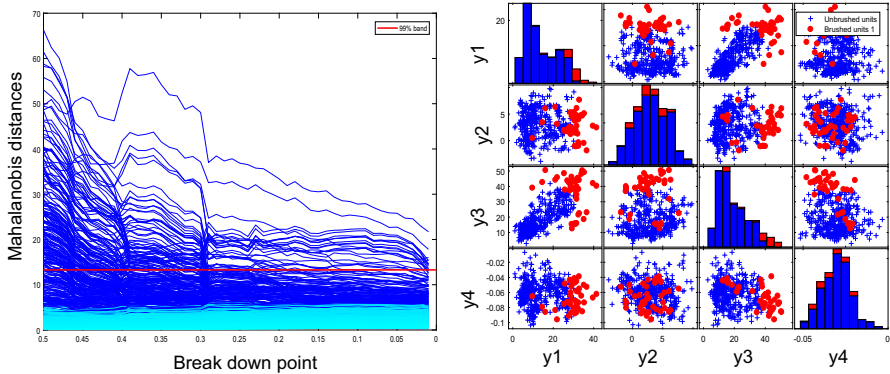 70
60
50
40
30
20
10
0
0.5 0.45 0.4 0.35 0.3 0.25 0.2 0.15 0.1 0.05 0
Mahalanobis distances
Break down point
99% band
20
y1
5
0
y2
50
40
30
20
10
y3
-0.02
-0.04
-0.06
-0.08
-0.1
y4
0 20 40
0 5
0 20 40
-0.05 0
y1 y2 y3 y4
Unbrushed units
Brushed units 1